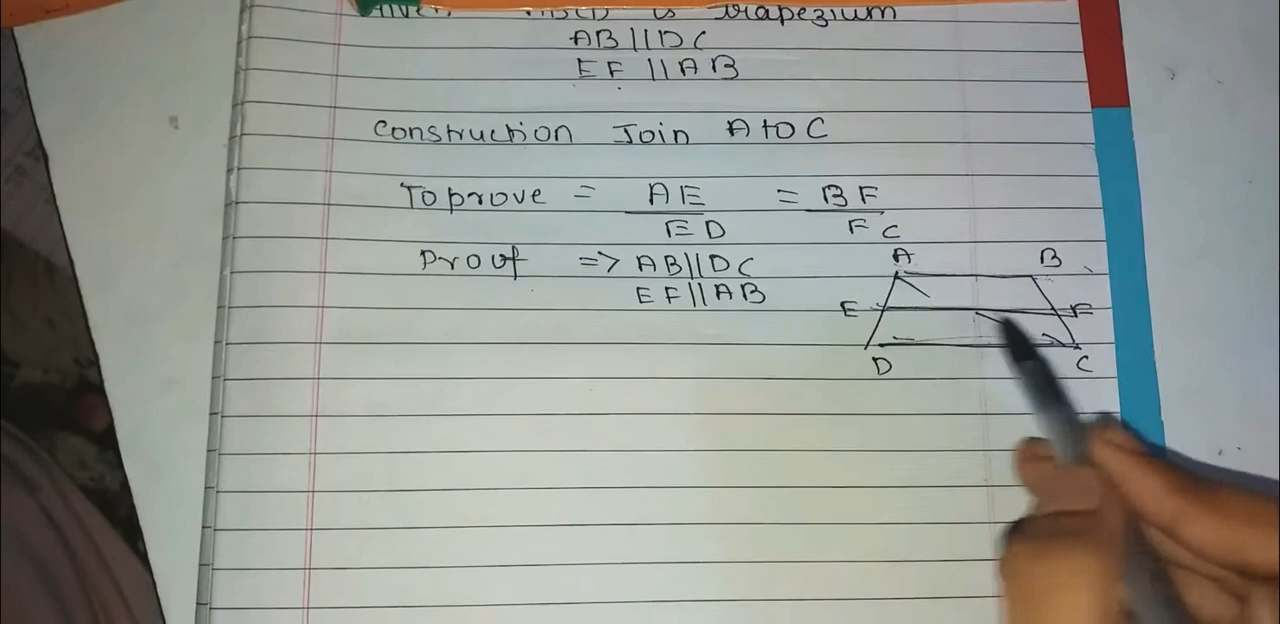 is trapezium
AB||DC
EF ||AB
Construction Join A to C
To prove = AE/ED = BF/FC
Proof => AB||DC
EF||AB
A B
E F
D C